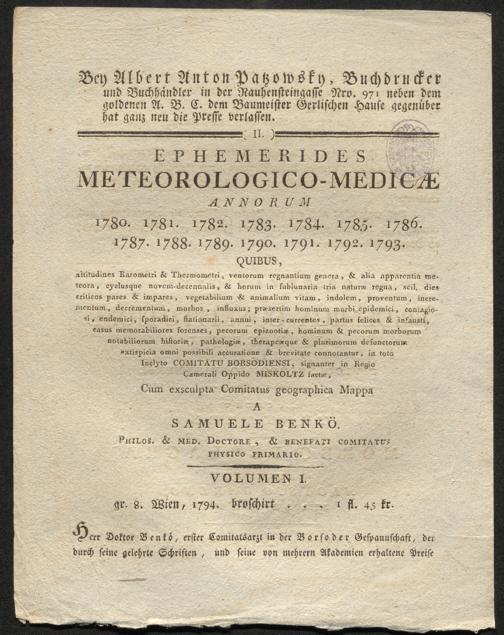 Bey Albert Anton Patzowsky, Buchdrucker
und Buchhändler in der Rauhensteingasse Nro. 971 neben dem
goldenen A. B. C. dem Baumeister Gerlischen Hause gegenüber
hat ganz neu die Presse verlassen.
( II. )
EPHEMERIDES
METEOROLOGICO-MEDICÆ
ANNORUM
1780. 1781. 1782. 1783. 1784. 1785. 1786.
1787. 1788. 1789. 1790. 1791. 1792. 1793.
QUIBUS,
altitudines Barometri & Thermometri, ventorum regnantium genera, & alia apparentia me-
teora, cyclusque novem-decennalis, & horum in sublunaria tria naturæ regna, scil. dies
criticos pares & impares, vegetabilium & animalium vitam, indolem, proventum, incre-
mentum, decrementum, morbos, influxus; præsertim hominum morbi epidemici, contagio-
si, endemici, sporadici, stationarii, annui, inter-currentes, partus felices & infausti,
casus memorabiliores forenses, pecorum epizootiæ, hominum & pecorum morborum
notabiliorum historiæ, pathologiæ, therapeiæque & plurimorum defunctorum
extispicia omni possibili accuratione & brevitate connotantur, in toto
Inclyto COMITATU BORSODIENSI, signanter in Regio
Camerali Oppido MISKOLTZ factæ,
Cum exsculpta Comitatus geographica Mappa
A
SAMUELE BENKÖ.
PHILOS. & MED. DOCTORE, & BENEFATI COMITATUS
PHYSICO PRIMARIO.
VOLUMEN I.
gr. 8. Wien, 1794. broschirt . . . 1 fl. 45 kr.
Herr Doktor Benkö, erster Comitatsarzt in der Borsoder Gespannschaft, der
durch seine gelehrte Schriften, und seine von mehrern Akademien erhaltene Preise